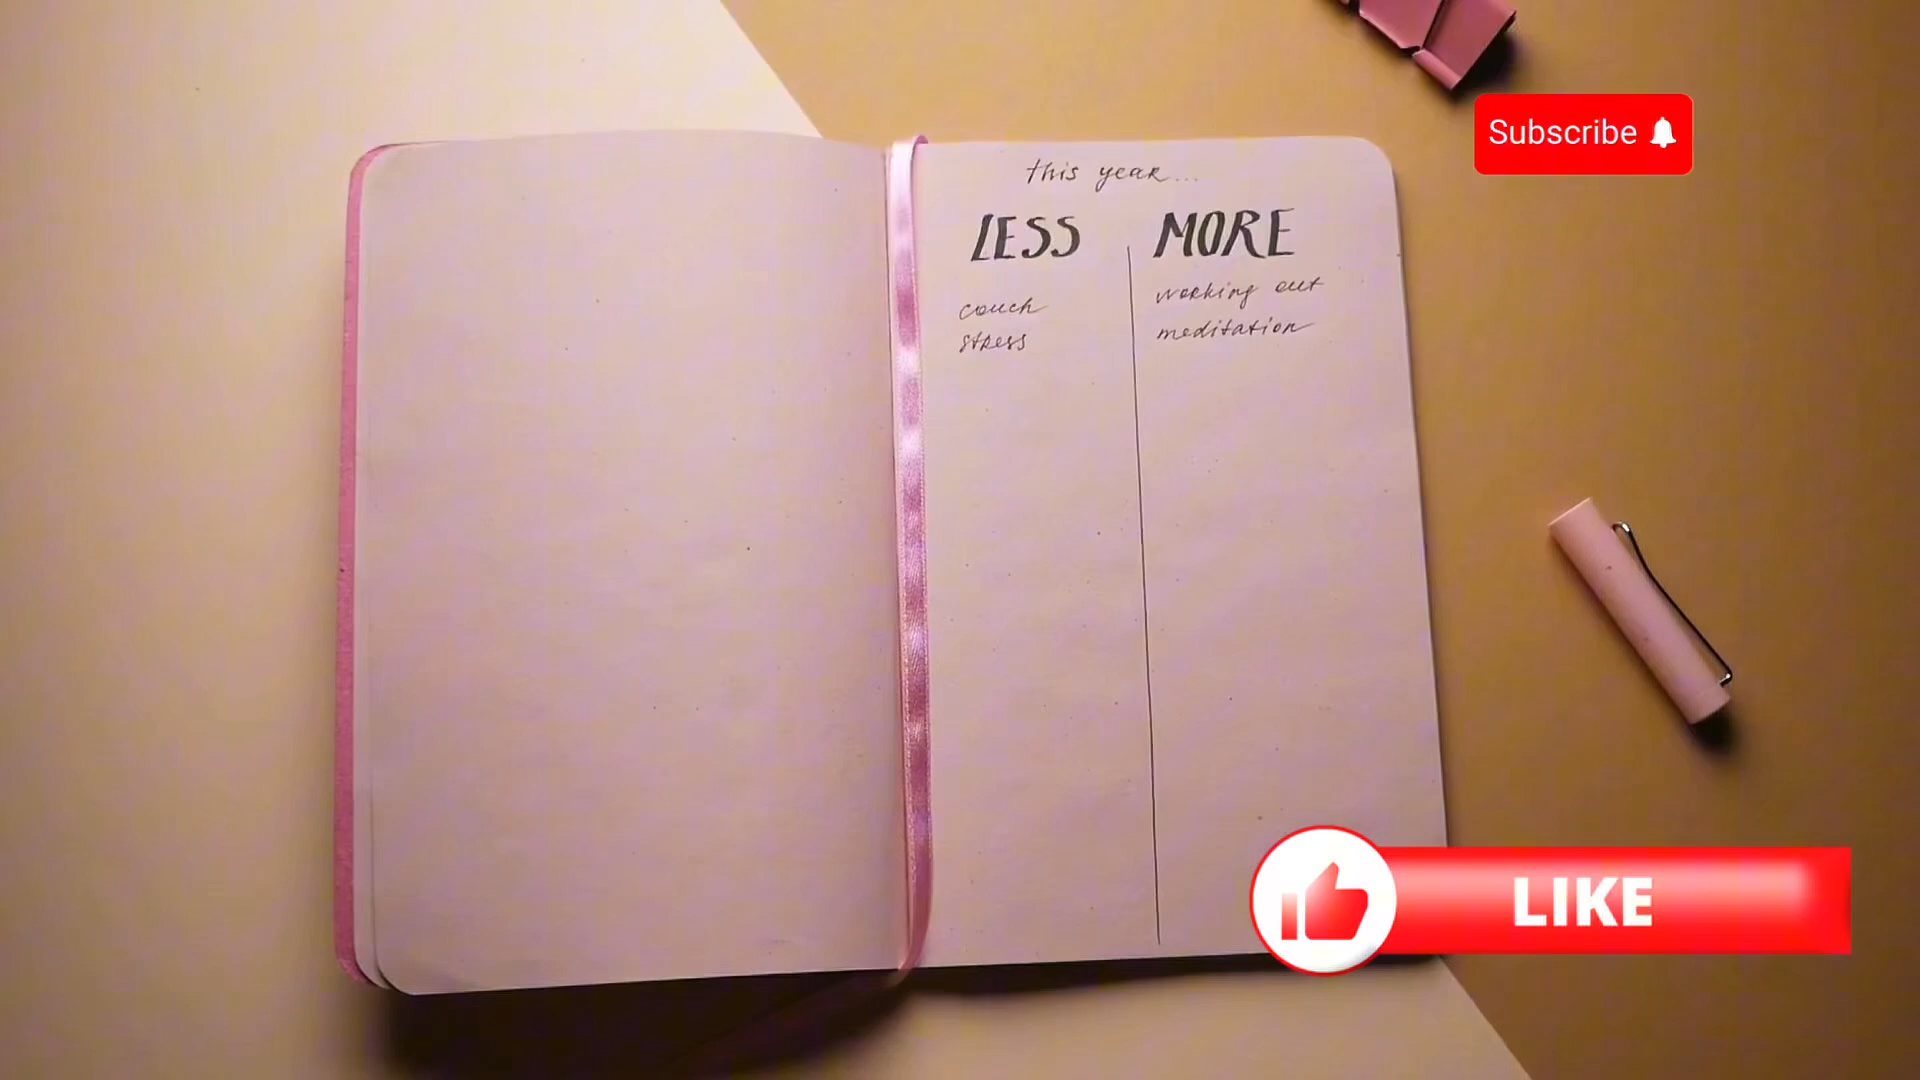 this year...
LESS MORE
couch working out
stress meditation
Subscribe
LIKE